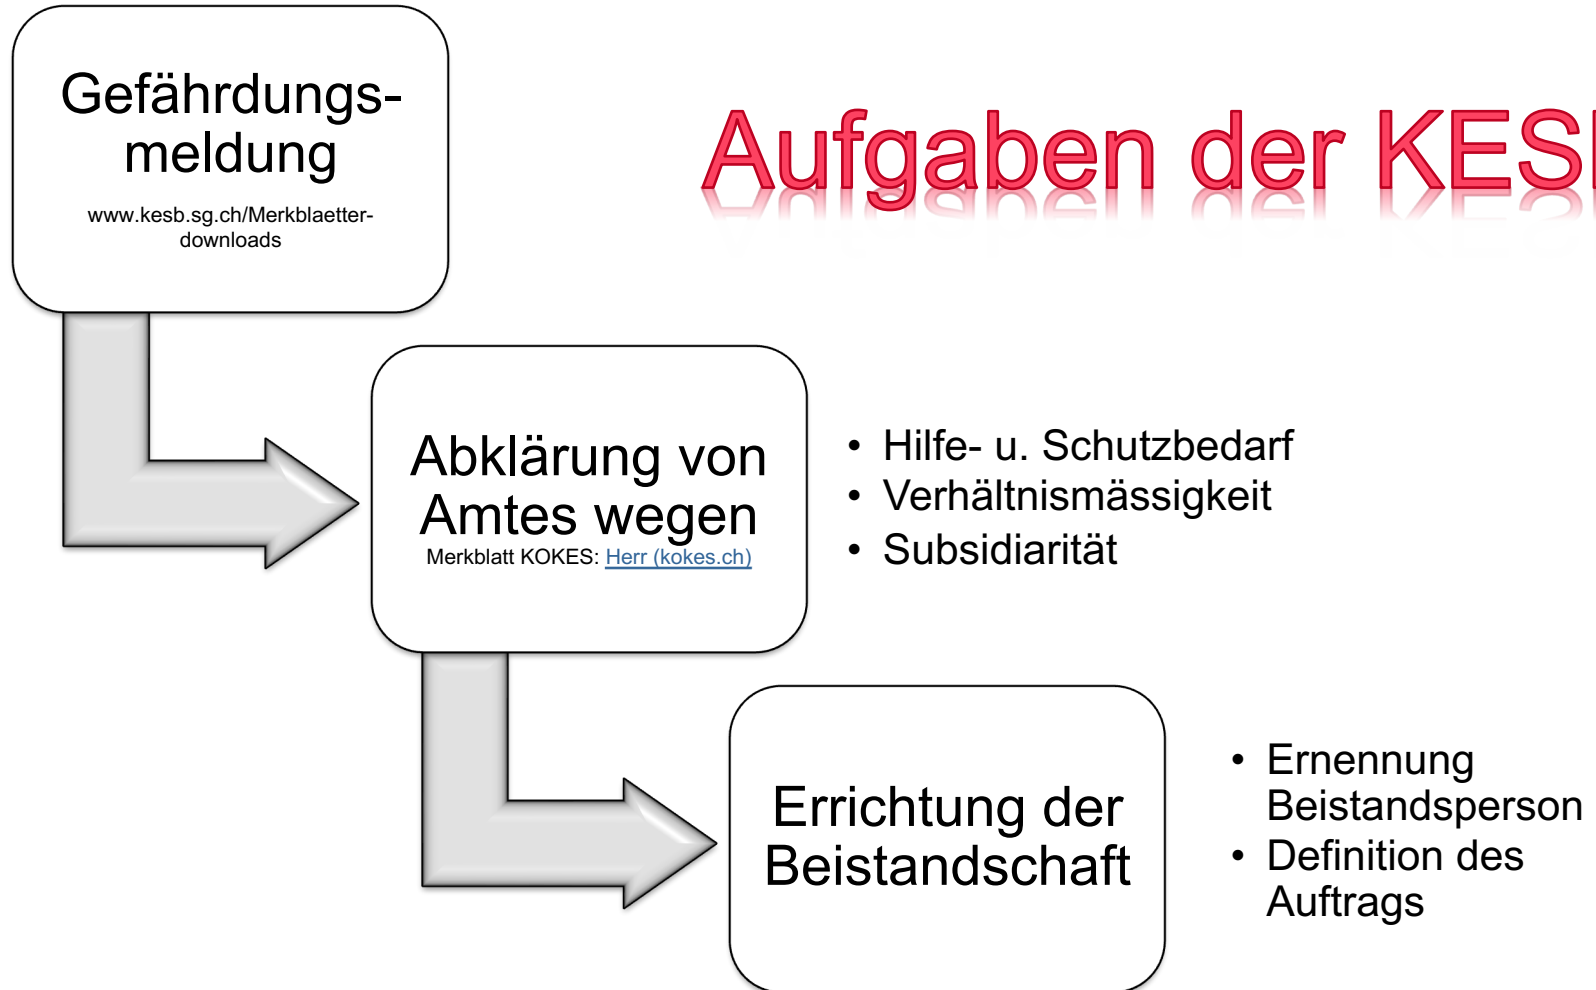 Gefährdungs-
meldung
www.kesb.sg.ch/Merkblaetter-
downloads
Aufgaben der KES
Abklärung von
Amtes wegen
Merkblatt KOKES: Herr (kokes.ch)
• Hilfe- u. Schutzbedarf
• Verhältnismässigkeit
• Subsidiarität
Errichtung der
Beistandschaft
• Ernennung
Beistandsperson
• Definition des
Auftrags